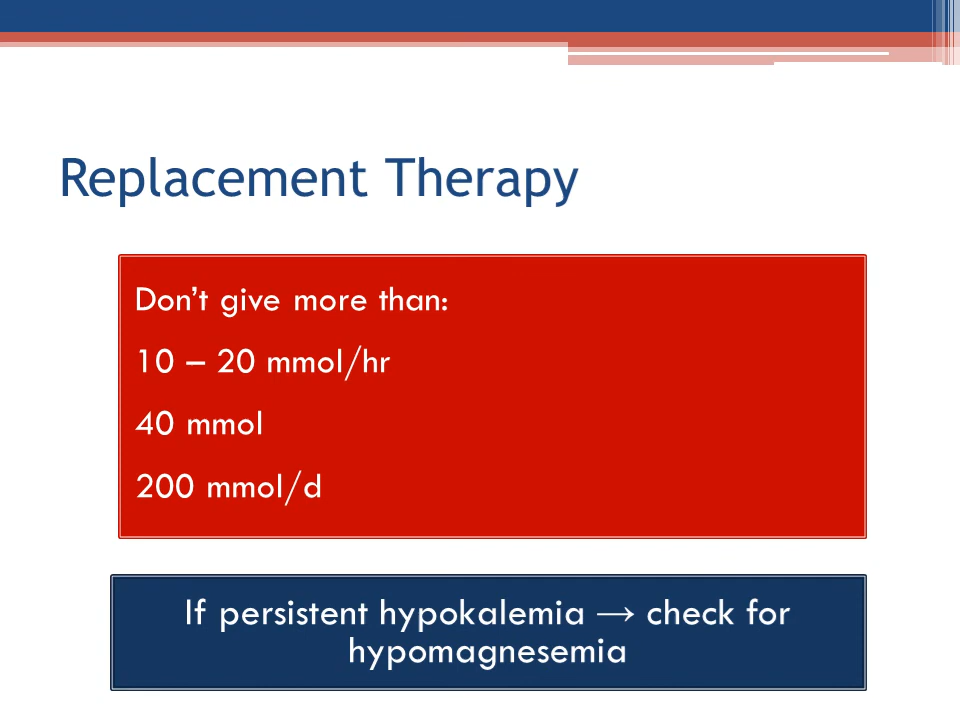 Replacement Therapy
Don’t give more than:
10 – 20 mmol/hr
40 mmol
200 mmol/d
If persistent hypokalemia → check for
hypomagnesemia